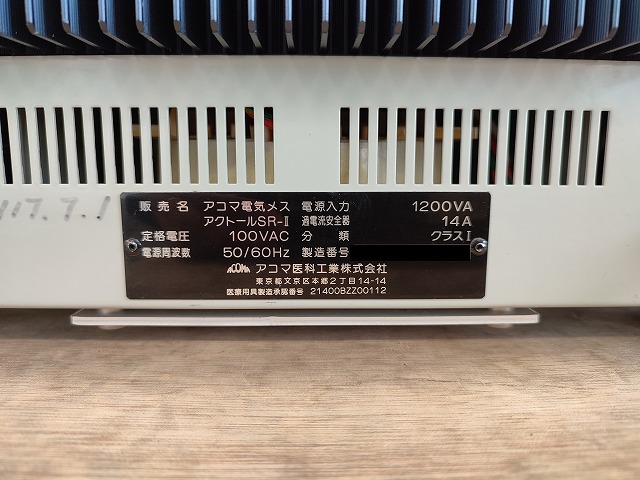 販売名 アコマ電気メス 電源入力 1200VA
アクトールSR-Ⅱ 過電流安全器 14A
定格電圧 100VAC 分類 クラスⅠ
電源周波数 50/60Hz 製造番号
ACOMA アコマ医科工業株式会社
東京都文京区本郷2丁目14-14
医療用具製造承認番号 21400BZZ00112